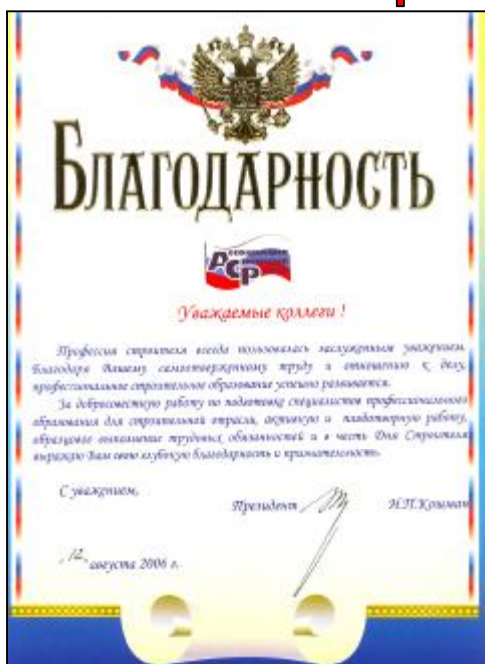 БЛАГОДАРНОСТЬ
АСР
Уважаемые коллеги !
Профессия строителя всегда пользовалась заслуженным уважением.
Благодаря Вашему самоотверженному труду и отношению к делу,
профессиональное строительное образование успешно развивается.
За добросовестную работу по подготовке специалистов профессионального
образования для строительной отрасли, активную и плодотворную работу,
образцовое выполнение трудовых обязанностей и в честь Дня Строителя
выражаю Вам свою глубокую благодарность и признательность.
С уважением,
Президент Н.П.Кошман
„ 12 „ августа 2006 г.